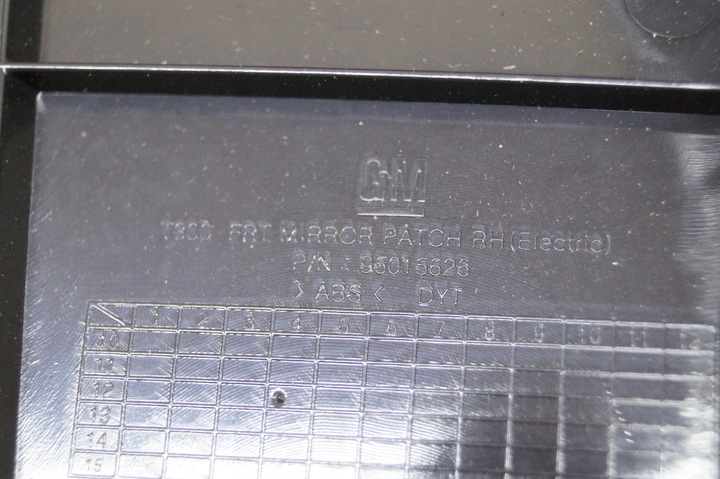 GM
T300 FRT MIRROR PATCH RH (Electric)
P/N : 95015626
>ABS< DYT
1 2 3 4 5 6 7 8 9 10 11 12
10
11
12
13
14
15